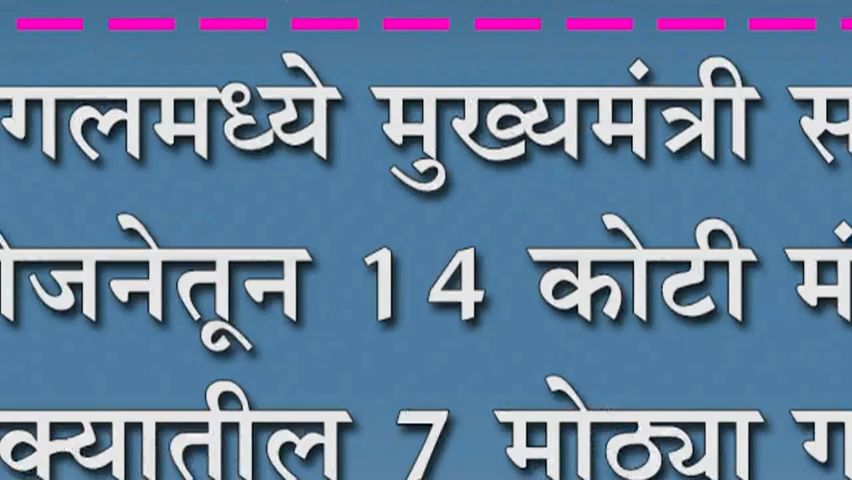 गलमध्ये मुख्यमंत्री स
जनेतून 14 कोटी मं
क्यातील 7 मोठ्या ग